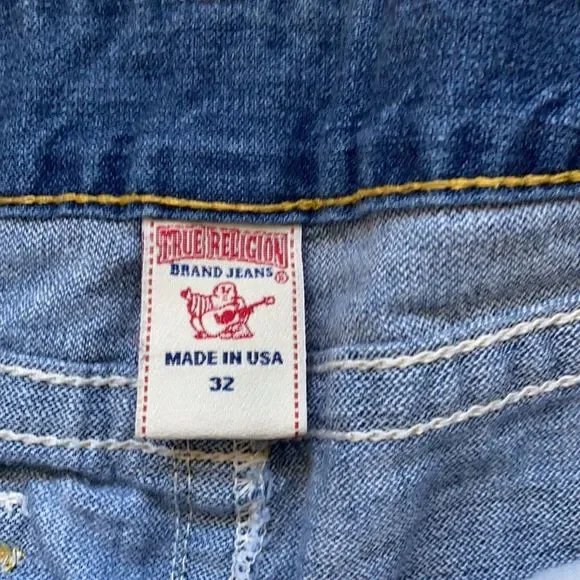 TRUE RELIGION
BRAND JEANS®
MADE IN USA
32